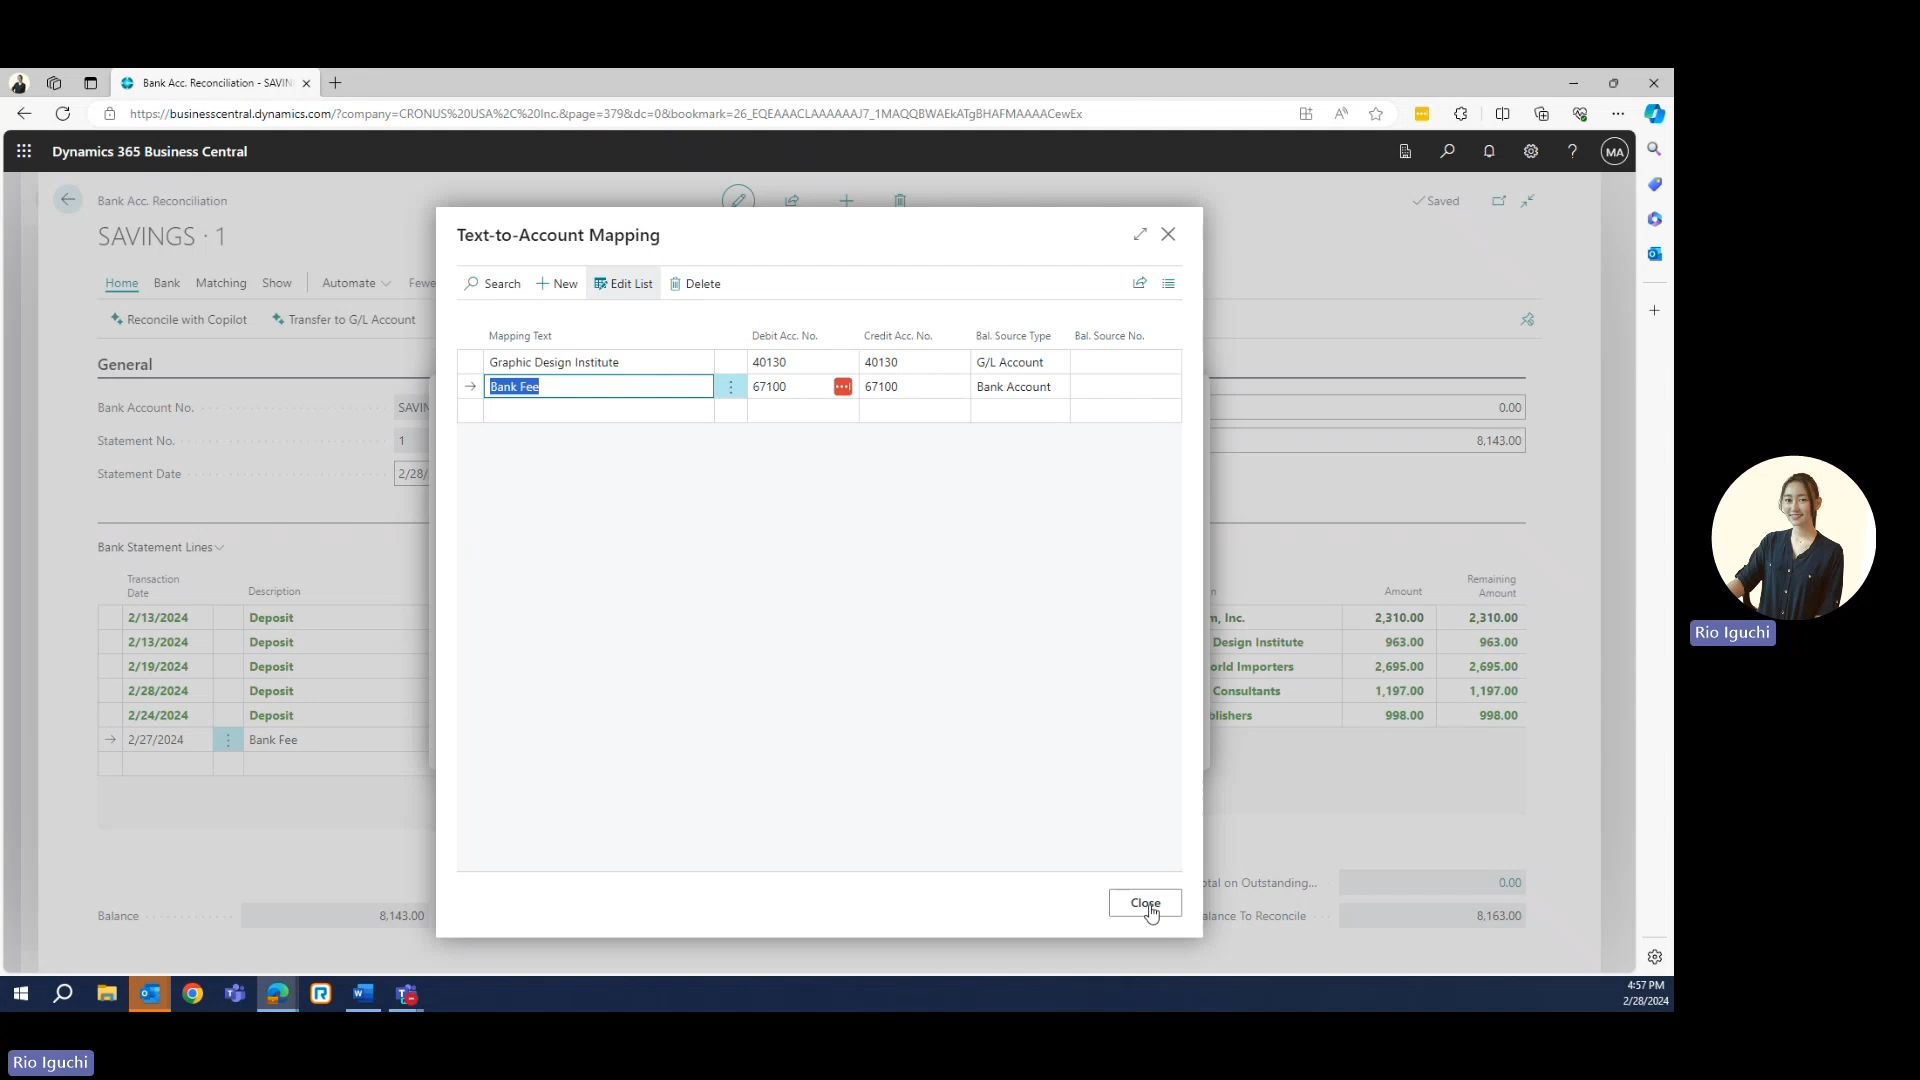 Bank Acc. Reconciliation - SAVIN
https://businesscentral.dynamics.com/?company=CRONUS%20USA%2C%20Inc.&page=379&dc=0&bookmark=26_EQEAAACLAAAAAAJ7_1MAQQBWAEkATgBHAFMAAAACewEx
Dynamics 365 Business Central
MA
Bank Acc. Reconciliation
Saved
SAVINGS · 1
Home Bank Matching Show Automate Fewe
Reconcile with Copilot Transfer to G/L Account
General
Bank Account No. SAVIN
Statement No. 1
Statement Date 2/28/
0.00
8,143.00
Bank Statement Lines
Transaction Date Description
2/13/2024 Deposit
2/13/2024 Deposit
2/19/2024 Deposit
2/28/2024 Deposit
2/24/2024 Deposit
2/27/2024 Bank Fee
Balance 8,143.00
Text-to-Account Mapping
Search New Edit List Delete
Mapping Text Debit Acc. No. Credit Acc. No. Bal. Source Type Bal. Source No.
Graphic Design Institute 40130 40130 G/L Account
Bank Fee 67100 67100 Bank Account
Close
n Amount Remaining Amount
m, Inc. 2,310.00 2,310.00
Design Institute 963.00 963.00
orld Importers 2,695.00 2,695.00
Consultants 1,197.00 1,197.00
blishers 998.00 998.00
otal on Outstanding... 0.00
alance To Reconcile 8,163.00
4:57 PM
2/28/2024
Rio Iguchi
Rio Iguchi